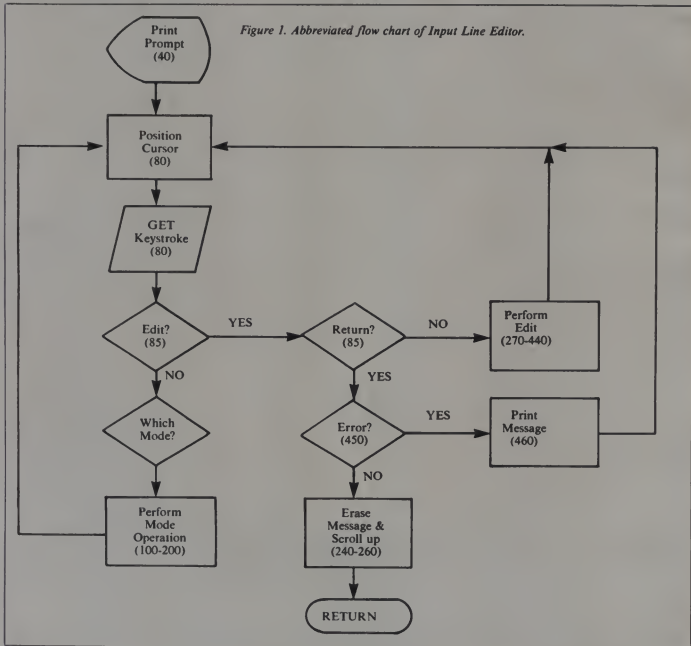 Figure 1. Abbreviated flow chart of Input Line Editor.
Print
Prompt
(40)
Position
Cursor
(80)
GET
Keystroke
(80)
Edit?
(85)
YES
Return?
(85)
NO
Perform
Edit
(270-440)
NO
YES
Which
Mode?
Error?
(450)
YES
Print
Message
(460)
NO
Perform
Mode
Operation
(100-200)
Erase
Message &
Scroll up
(240-260)
RETURN